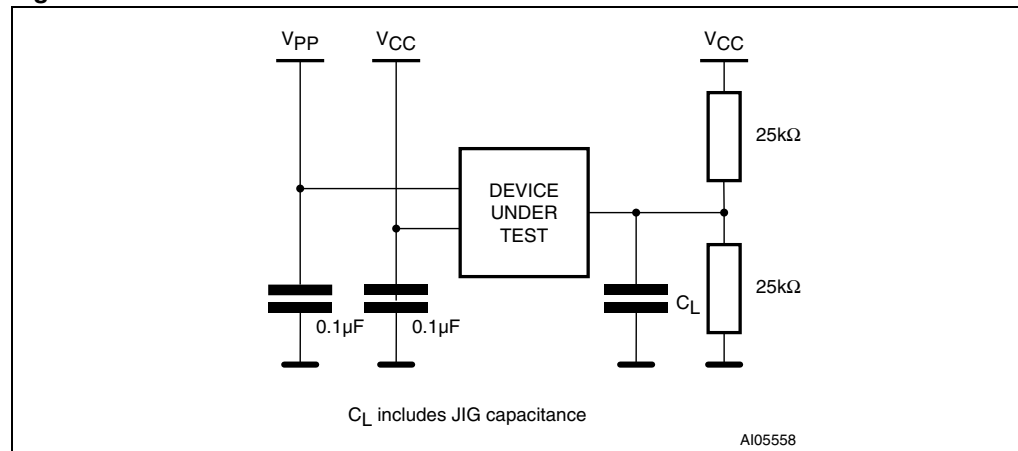 VPP
VCC
VCC
25kΩ
DEVICE
UNDER
TEST
25kΩ
CL
0.1µF
0.1µF
CL includes JIG capacitance
AI05558